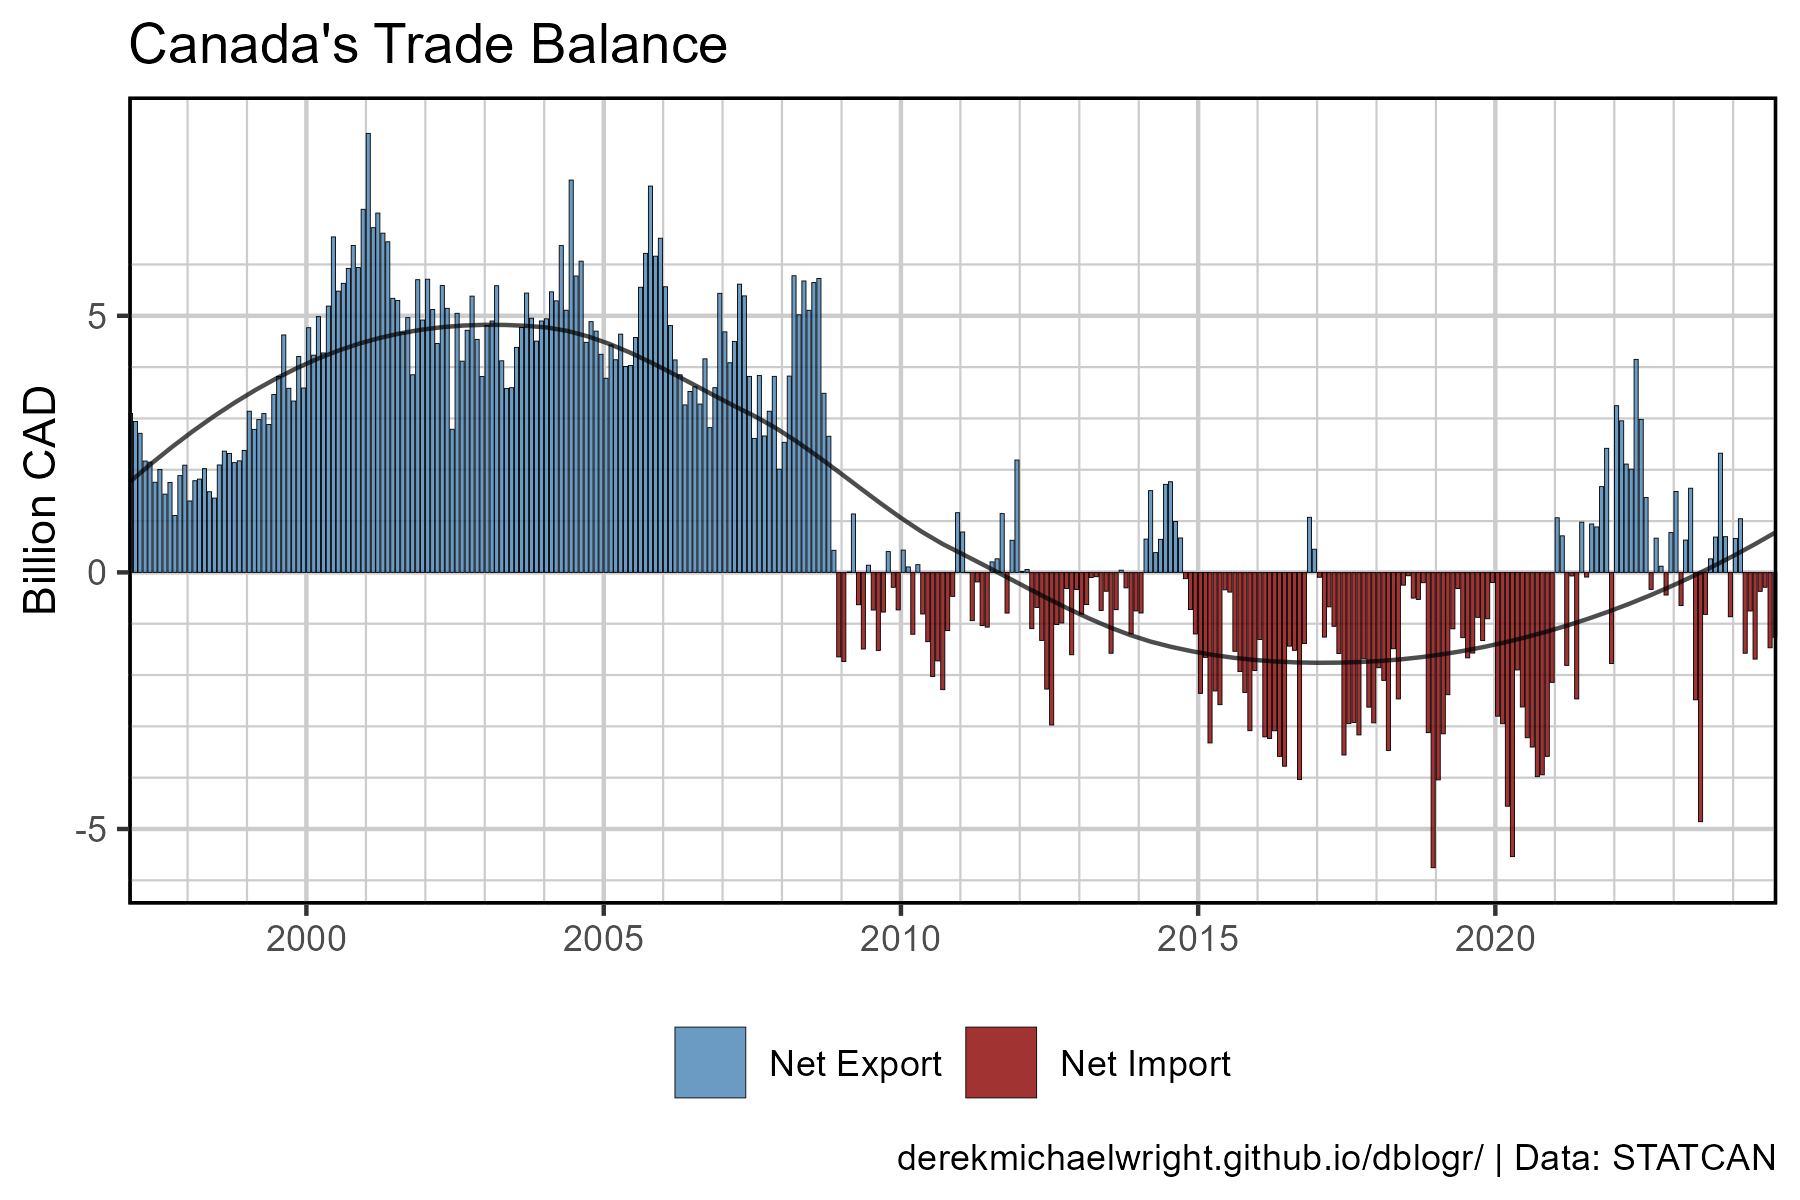 Canada's Trade Balance
Billion CAD
5
0
-5
2000 2005 2010 2015 2020
Net Export Net Import
derekmichaelwright.github.io/dblogr/ | Data: STATCAN